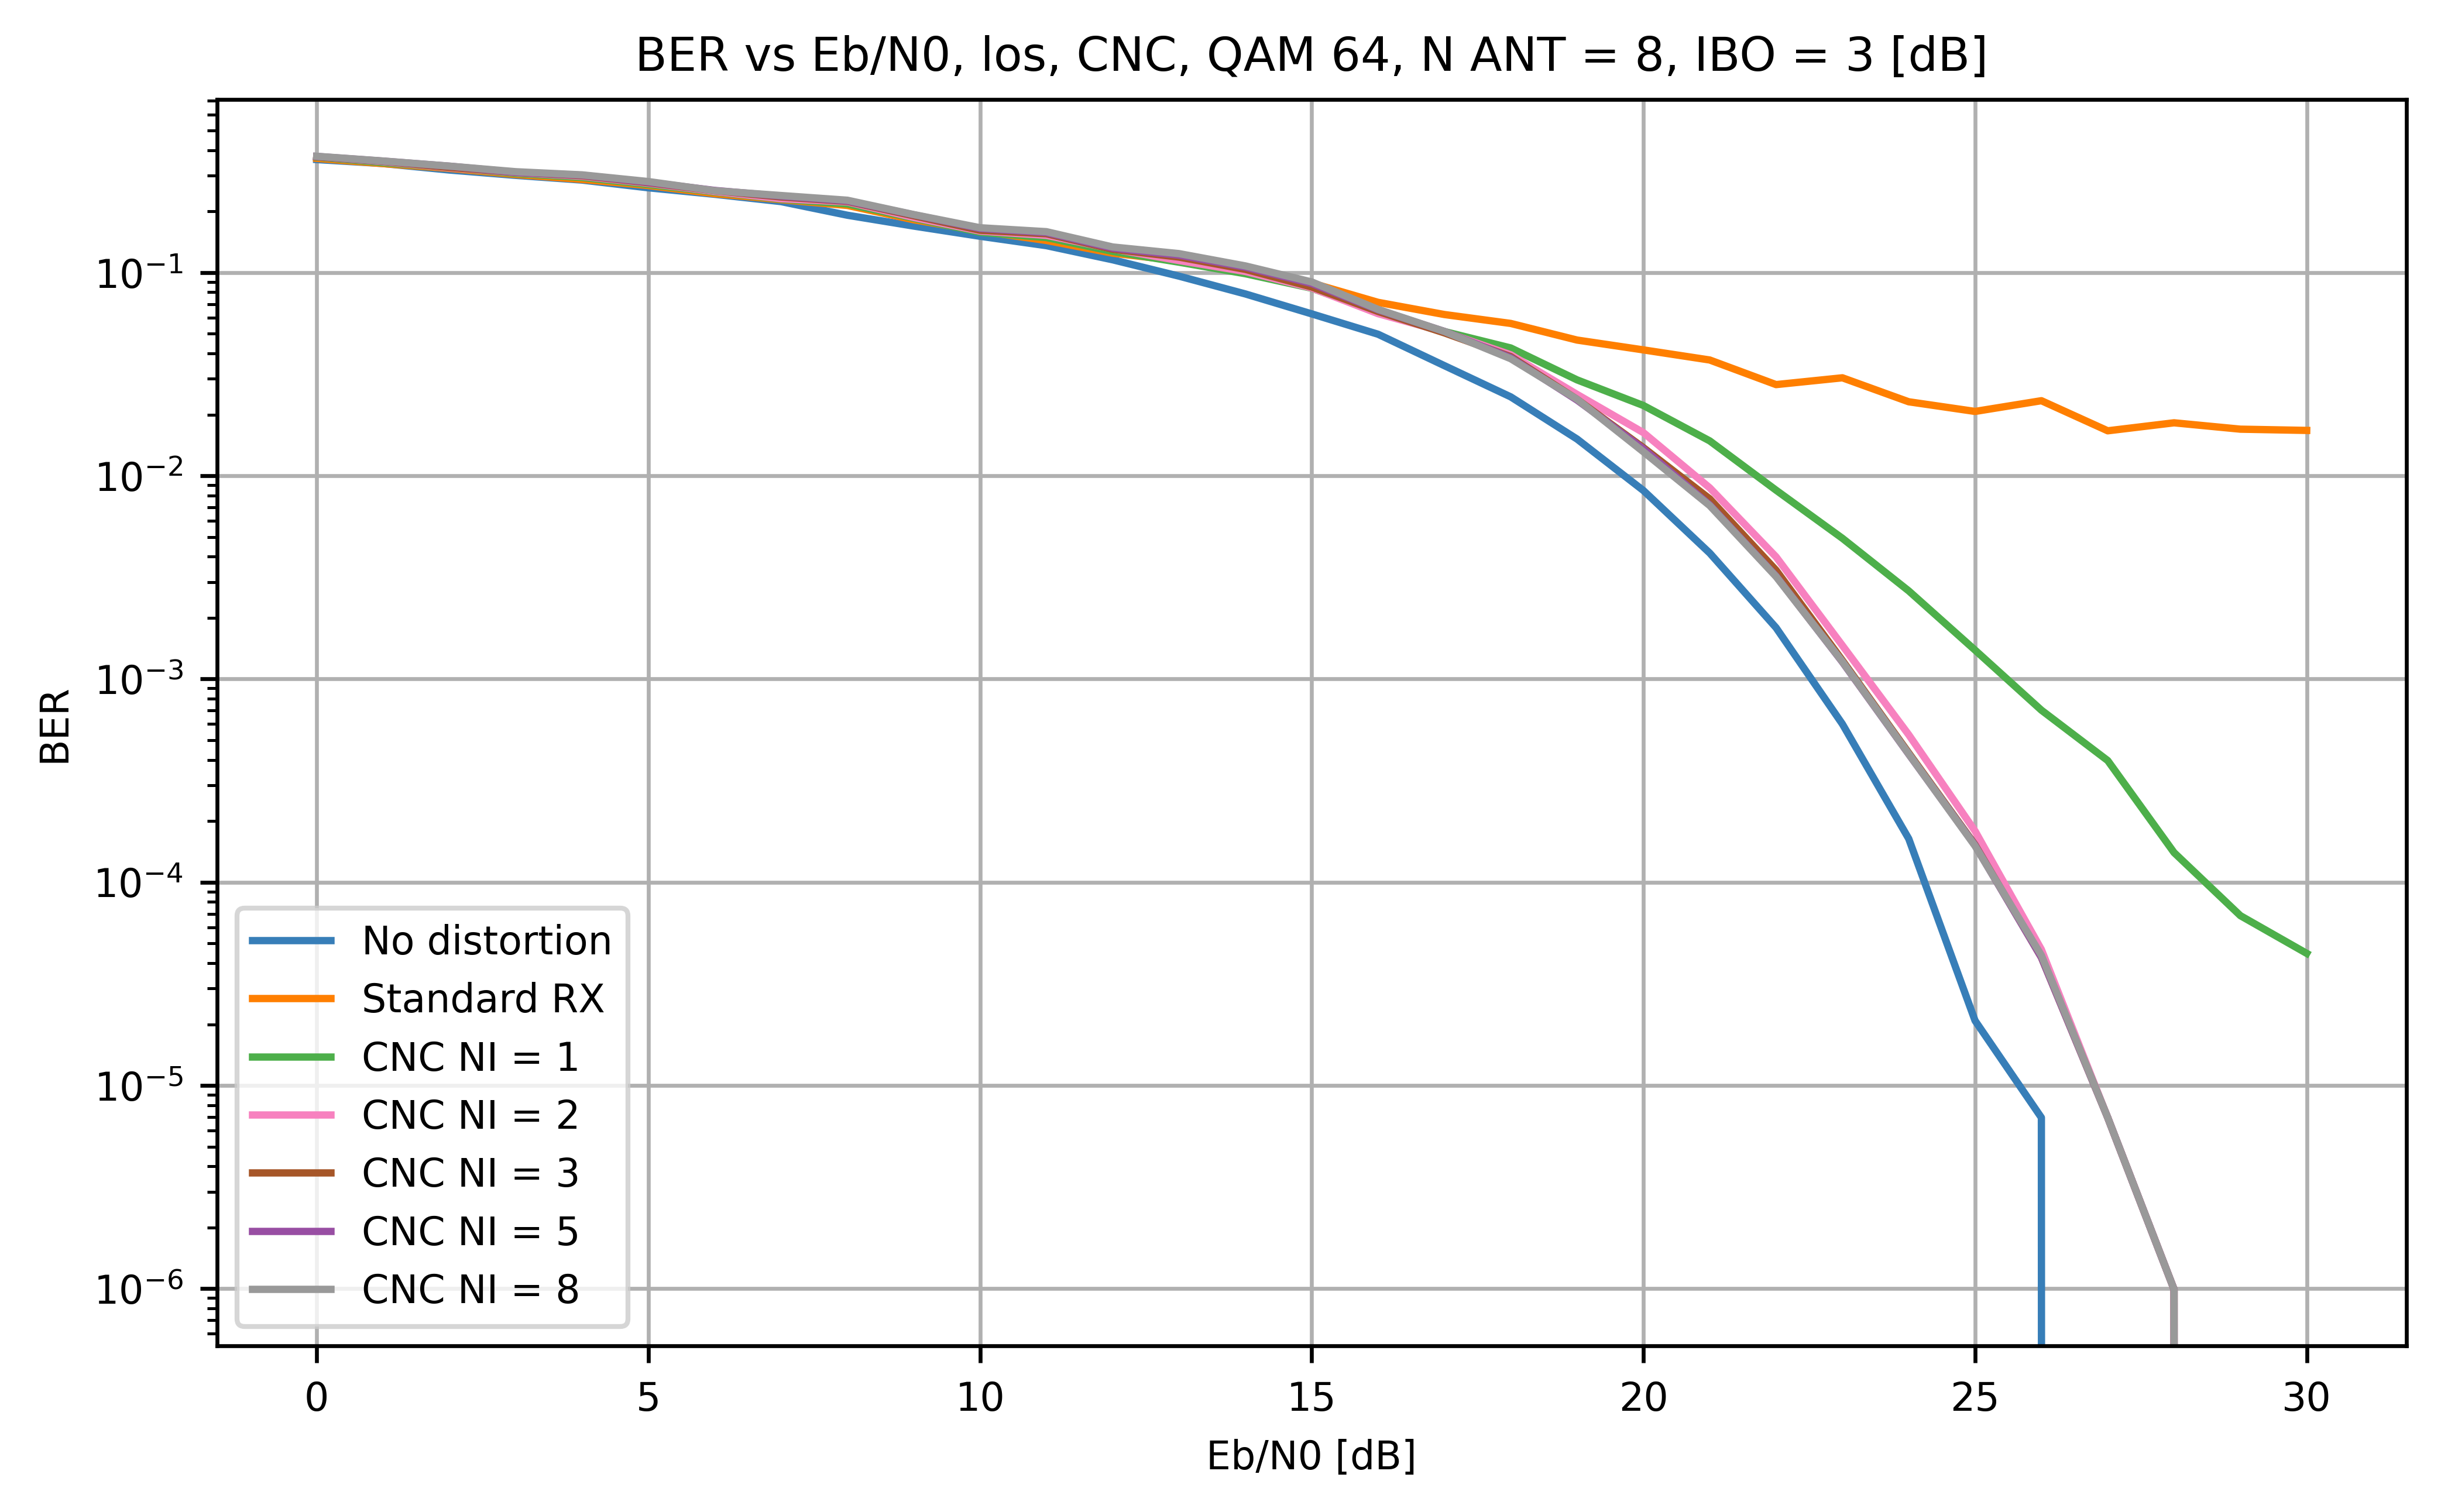 BER vs Eb/N0, los, CNC, QAM 64, N ANT = 8, IBO = 3 [dB]
BER
10⁻¹
10⁻²
10⁻³
10⁻⁴
10⁻⁵
10⁻⁶
No distortion
Standard RX
CNC NI = 1
CNC NI = 2
CNC NI = 3
CNC NI = 5
CNC NI = 8
0 5 10 15 20 25 30
Eb/N0 [dB]